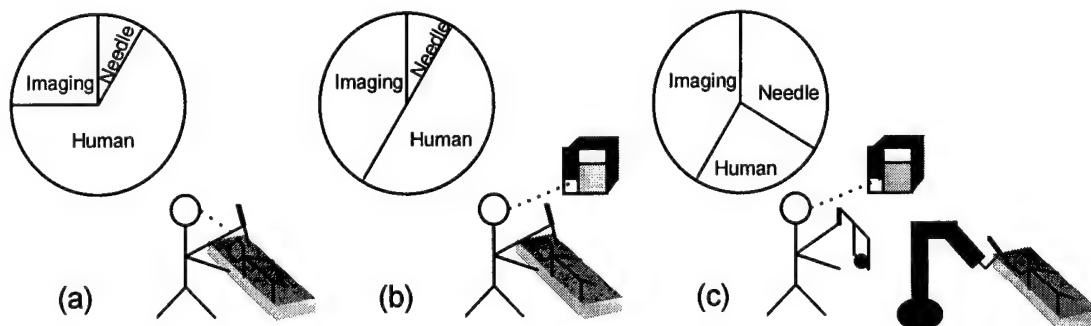 Imaging
Needle
Human
(a)
Imaging
Needle
Human
(b)
Imaging
Needle
Human
(c)